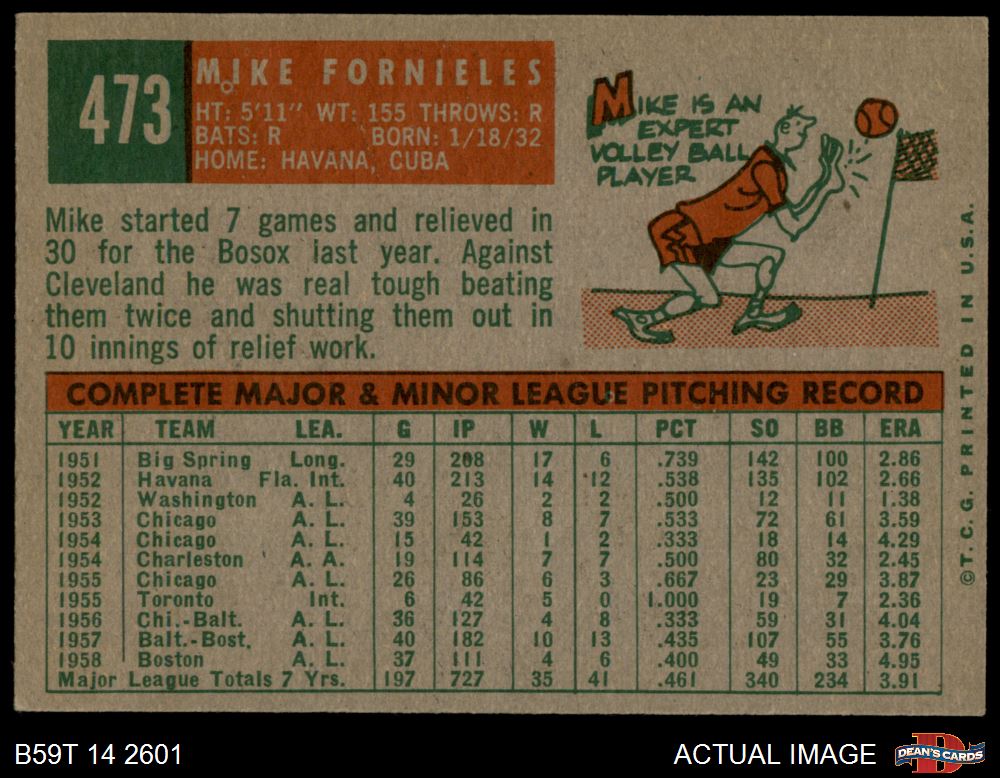 473
MIKE FORNIELES
HT: 5'11" WT: 155 THROWS: R
BATS: R BORN: 1/18/32
HOME: HAVANA, CUBA
MIKE IS AN
EXPERT
VOLLEY BALL
PLAYER
Mike started 7 games and relieved in
30 for the Bosox last year. Against
Cleveland he was real tough beating
them twice and shutting them out in
10 innings of relief work.
COMPLETE MAJOR & MINOR LEAGUE PITCHING RECORD
YEAR TEAM LEA. G IP W L PCT SO BB ERA
1951 Big Spring Long. 29 208 17 6 .739 142 100 2.86
1952 Havana Fla. Int. 40 213 14 12 .538 135 102 2.66
1952 Washington A. L. 4 26 2 2 .500 12 11 1.38
1953 Chicago A. L. 39 153 8 7 .533 72 61 3.59
1954 Chicago A. L. 15 42 1 2 .333 18 14 4.29
1954 Charleston A. A. 19 114 7 7 .500 80 32 2.45
1955 Chicago A. L. 26 86 6 3 .667 23 29 3.87
1955 Toronto Int. 6 42 5 0 1.000 19 7 2.36
1956 Chi.-Balt. A. L. 36 127 4 8 .333 59 31 4.04
1957 Balt.-Bost. A. L. 40 182 10 13 .435 107 55 3.76
1958 Boston A. L. 37 111 4 6 .400 49 33 4.95
Major League Totals 7 Yrs. 197 727 35 41 .461 340 234 3.91
© T. C. G. PRINTED IN U.S.A.
B59T 14 2601
ACTUAL IMAGE
DEAN'S CARDS